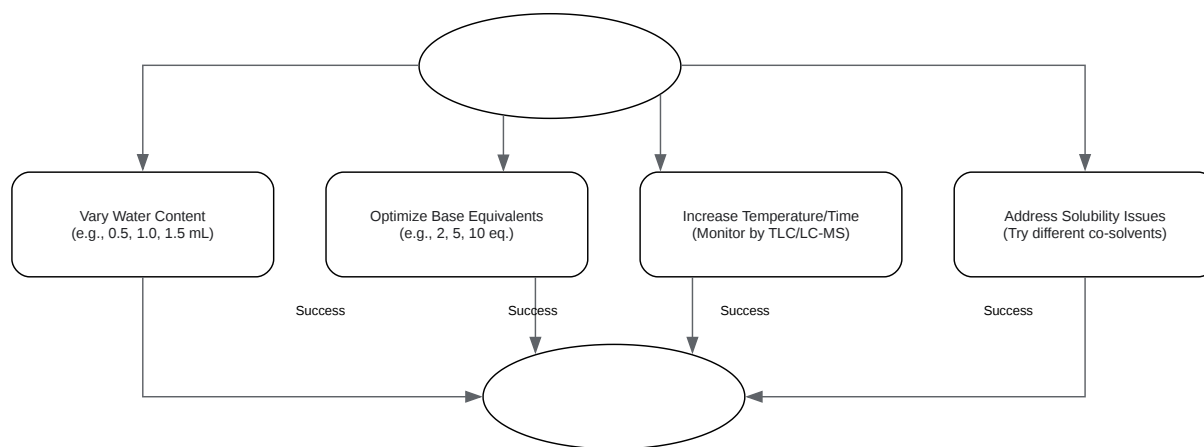 Vary Water Content
(e.g., 0.5, 1.0, 1.5 mL)
Optimize Base Equivalents
(e.g., 2, 5, 10 eq.)
Increase Temperature/Time
(Monitor by TLC/LC-MS)
Address Solubility Issues
(Try different co-solvents)
Success
Success
Success
Success